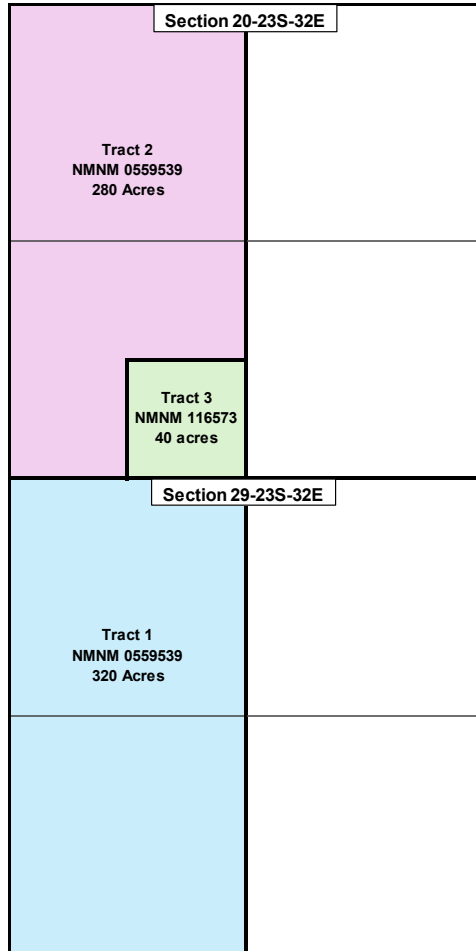 Section 20-23S-32E
Tract 2
NMNM 0559539
280 Acres
Tract 3
NMNM 116573
40 acres
Section 29-23S-32E
Tract 1
NMNM 0559539
320 Acres